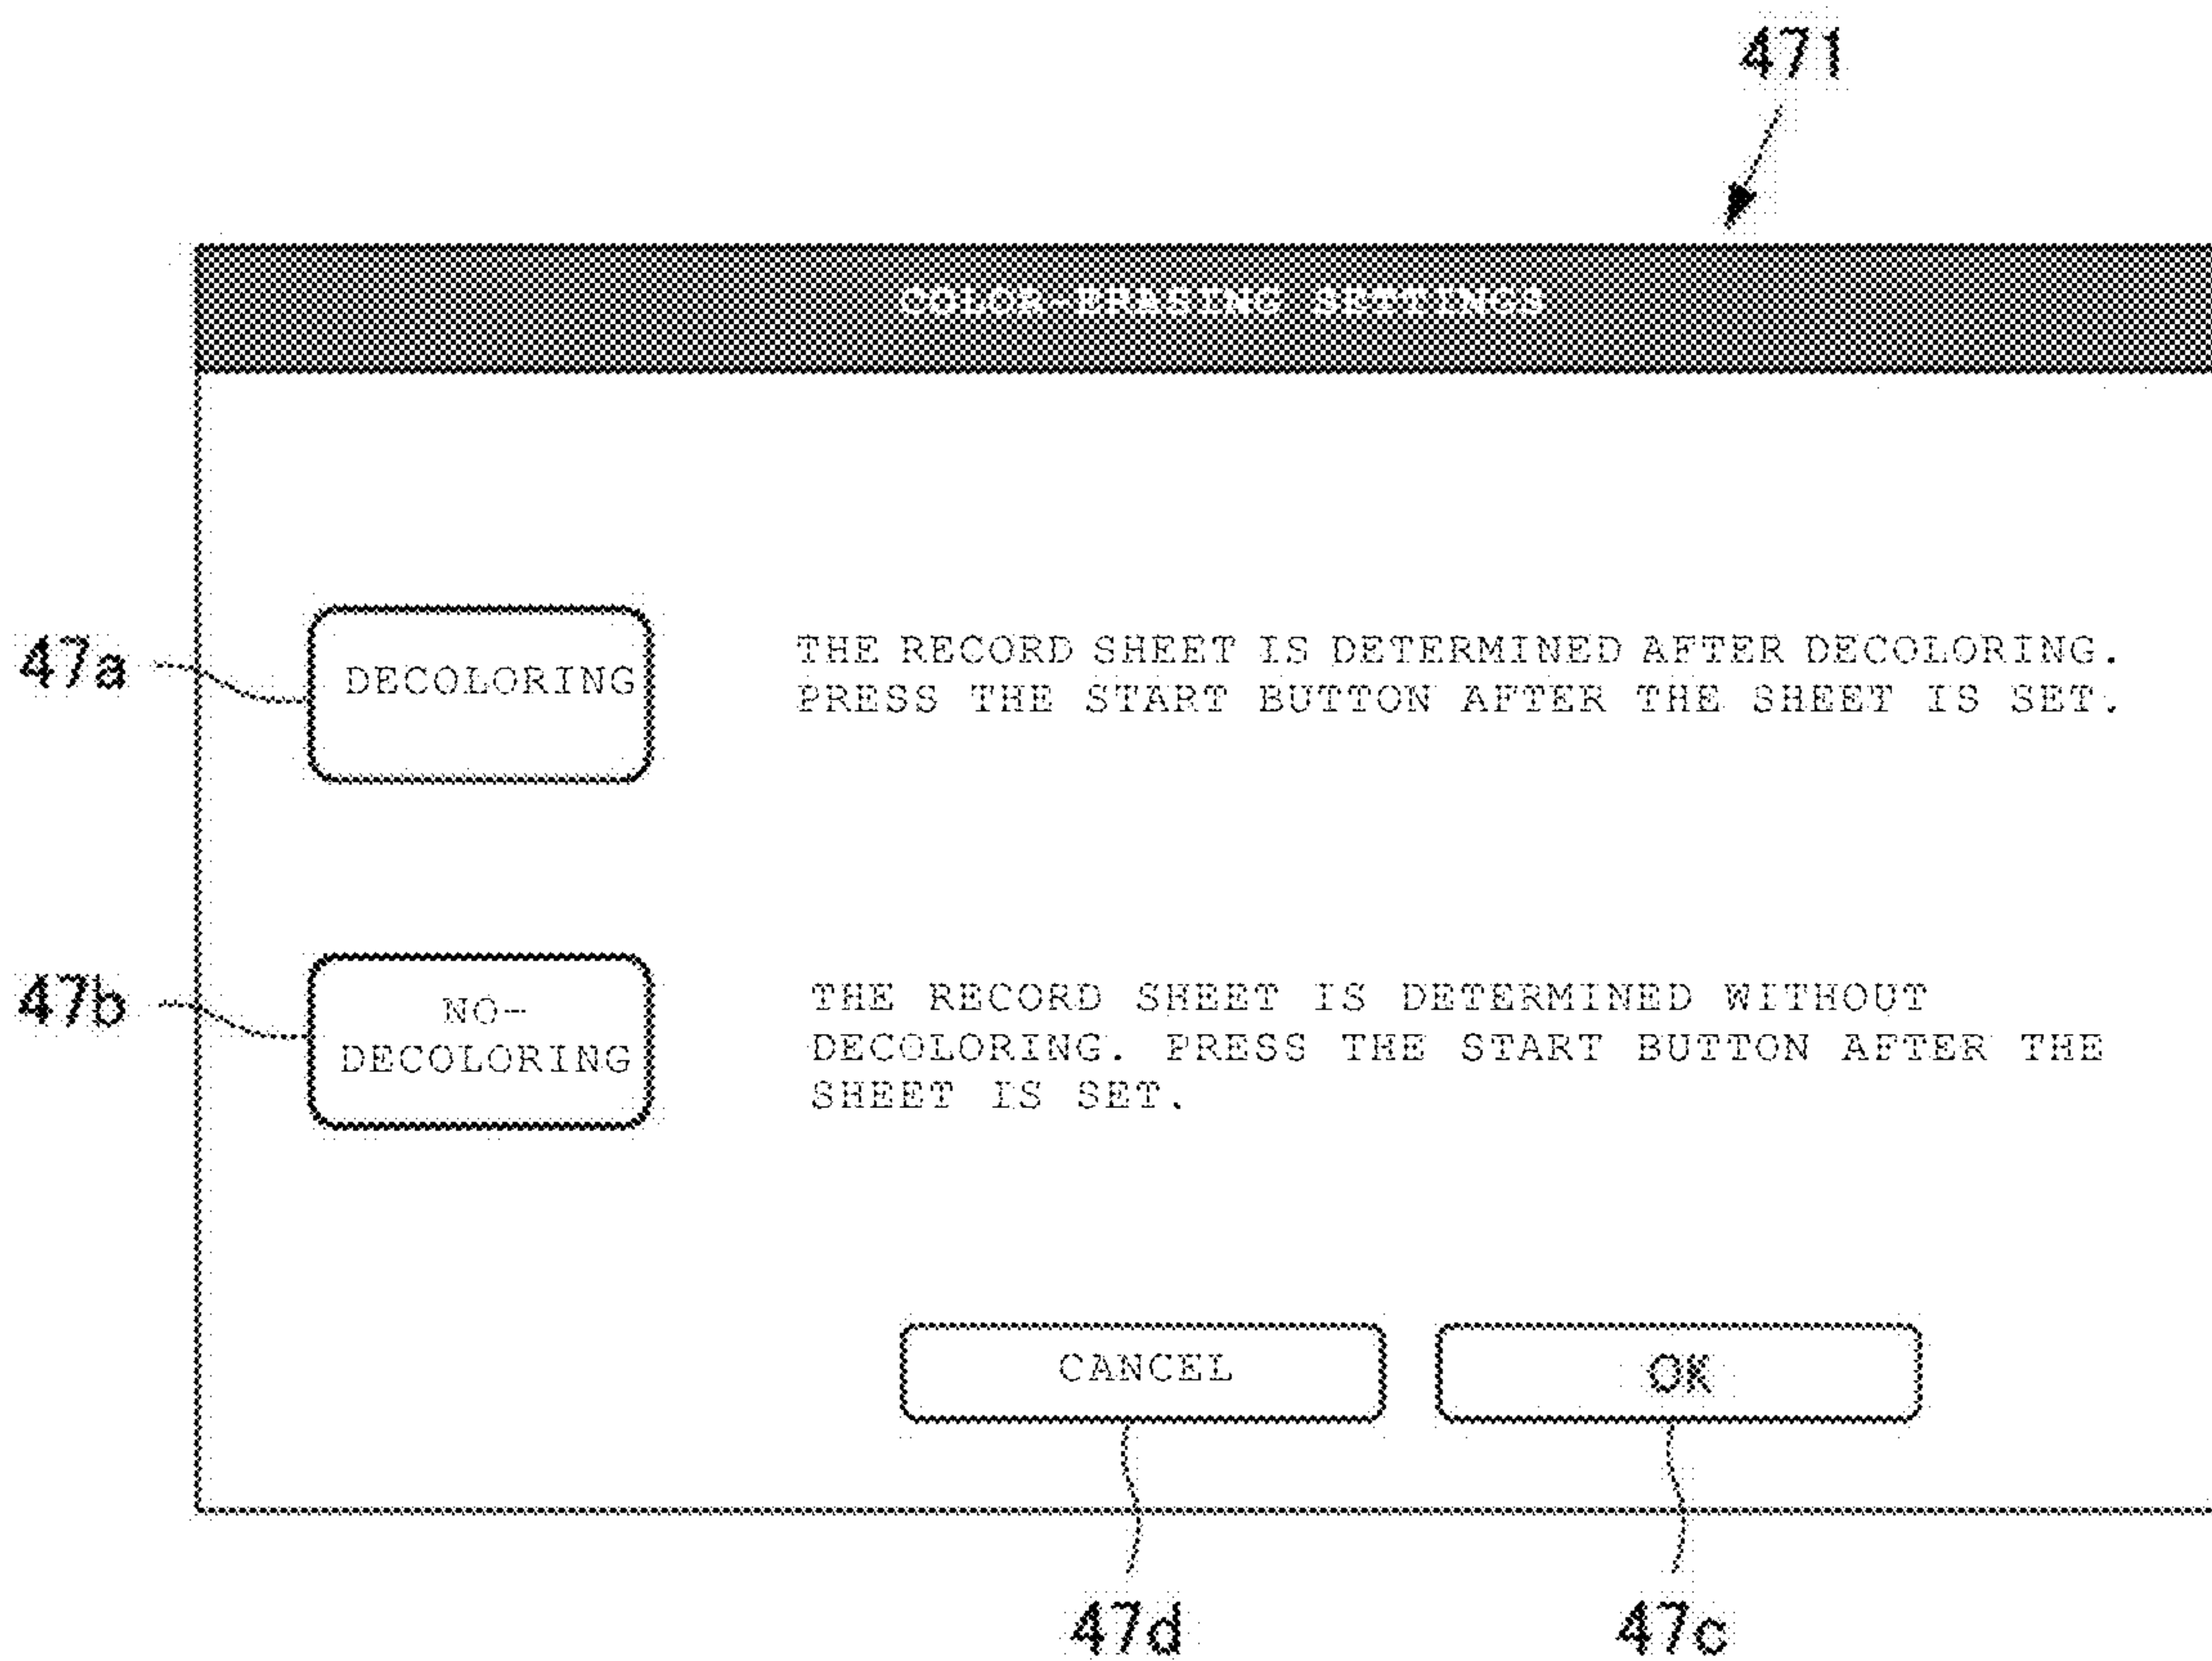 471
COLOR-ERASING SETTINGS
47a
DECOLORING
THE RECORD SHEET IS DETERMINED AFTER DECOLORING.
PRESS THE START BUTTON AFTER THE SHEET IS SET.
47b
NO-
DECOLORING
THE RECORD SHEET IS DETERMINED WITHOUT
DECOLORING. PRESS THE START BUTTON AFTER THE
SHEET IS SET.
CANCEL
OK
47d
47c